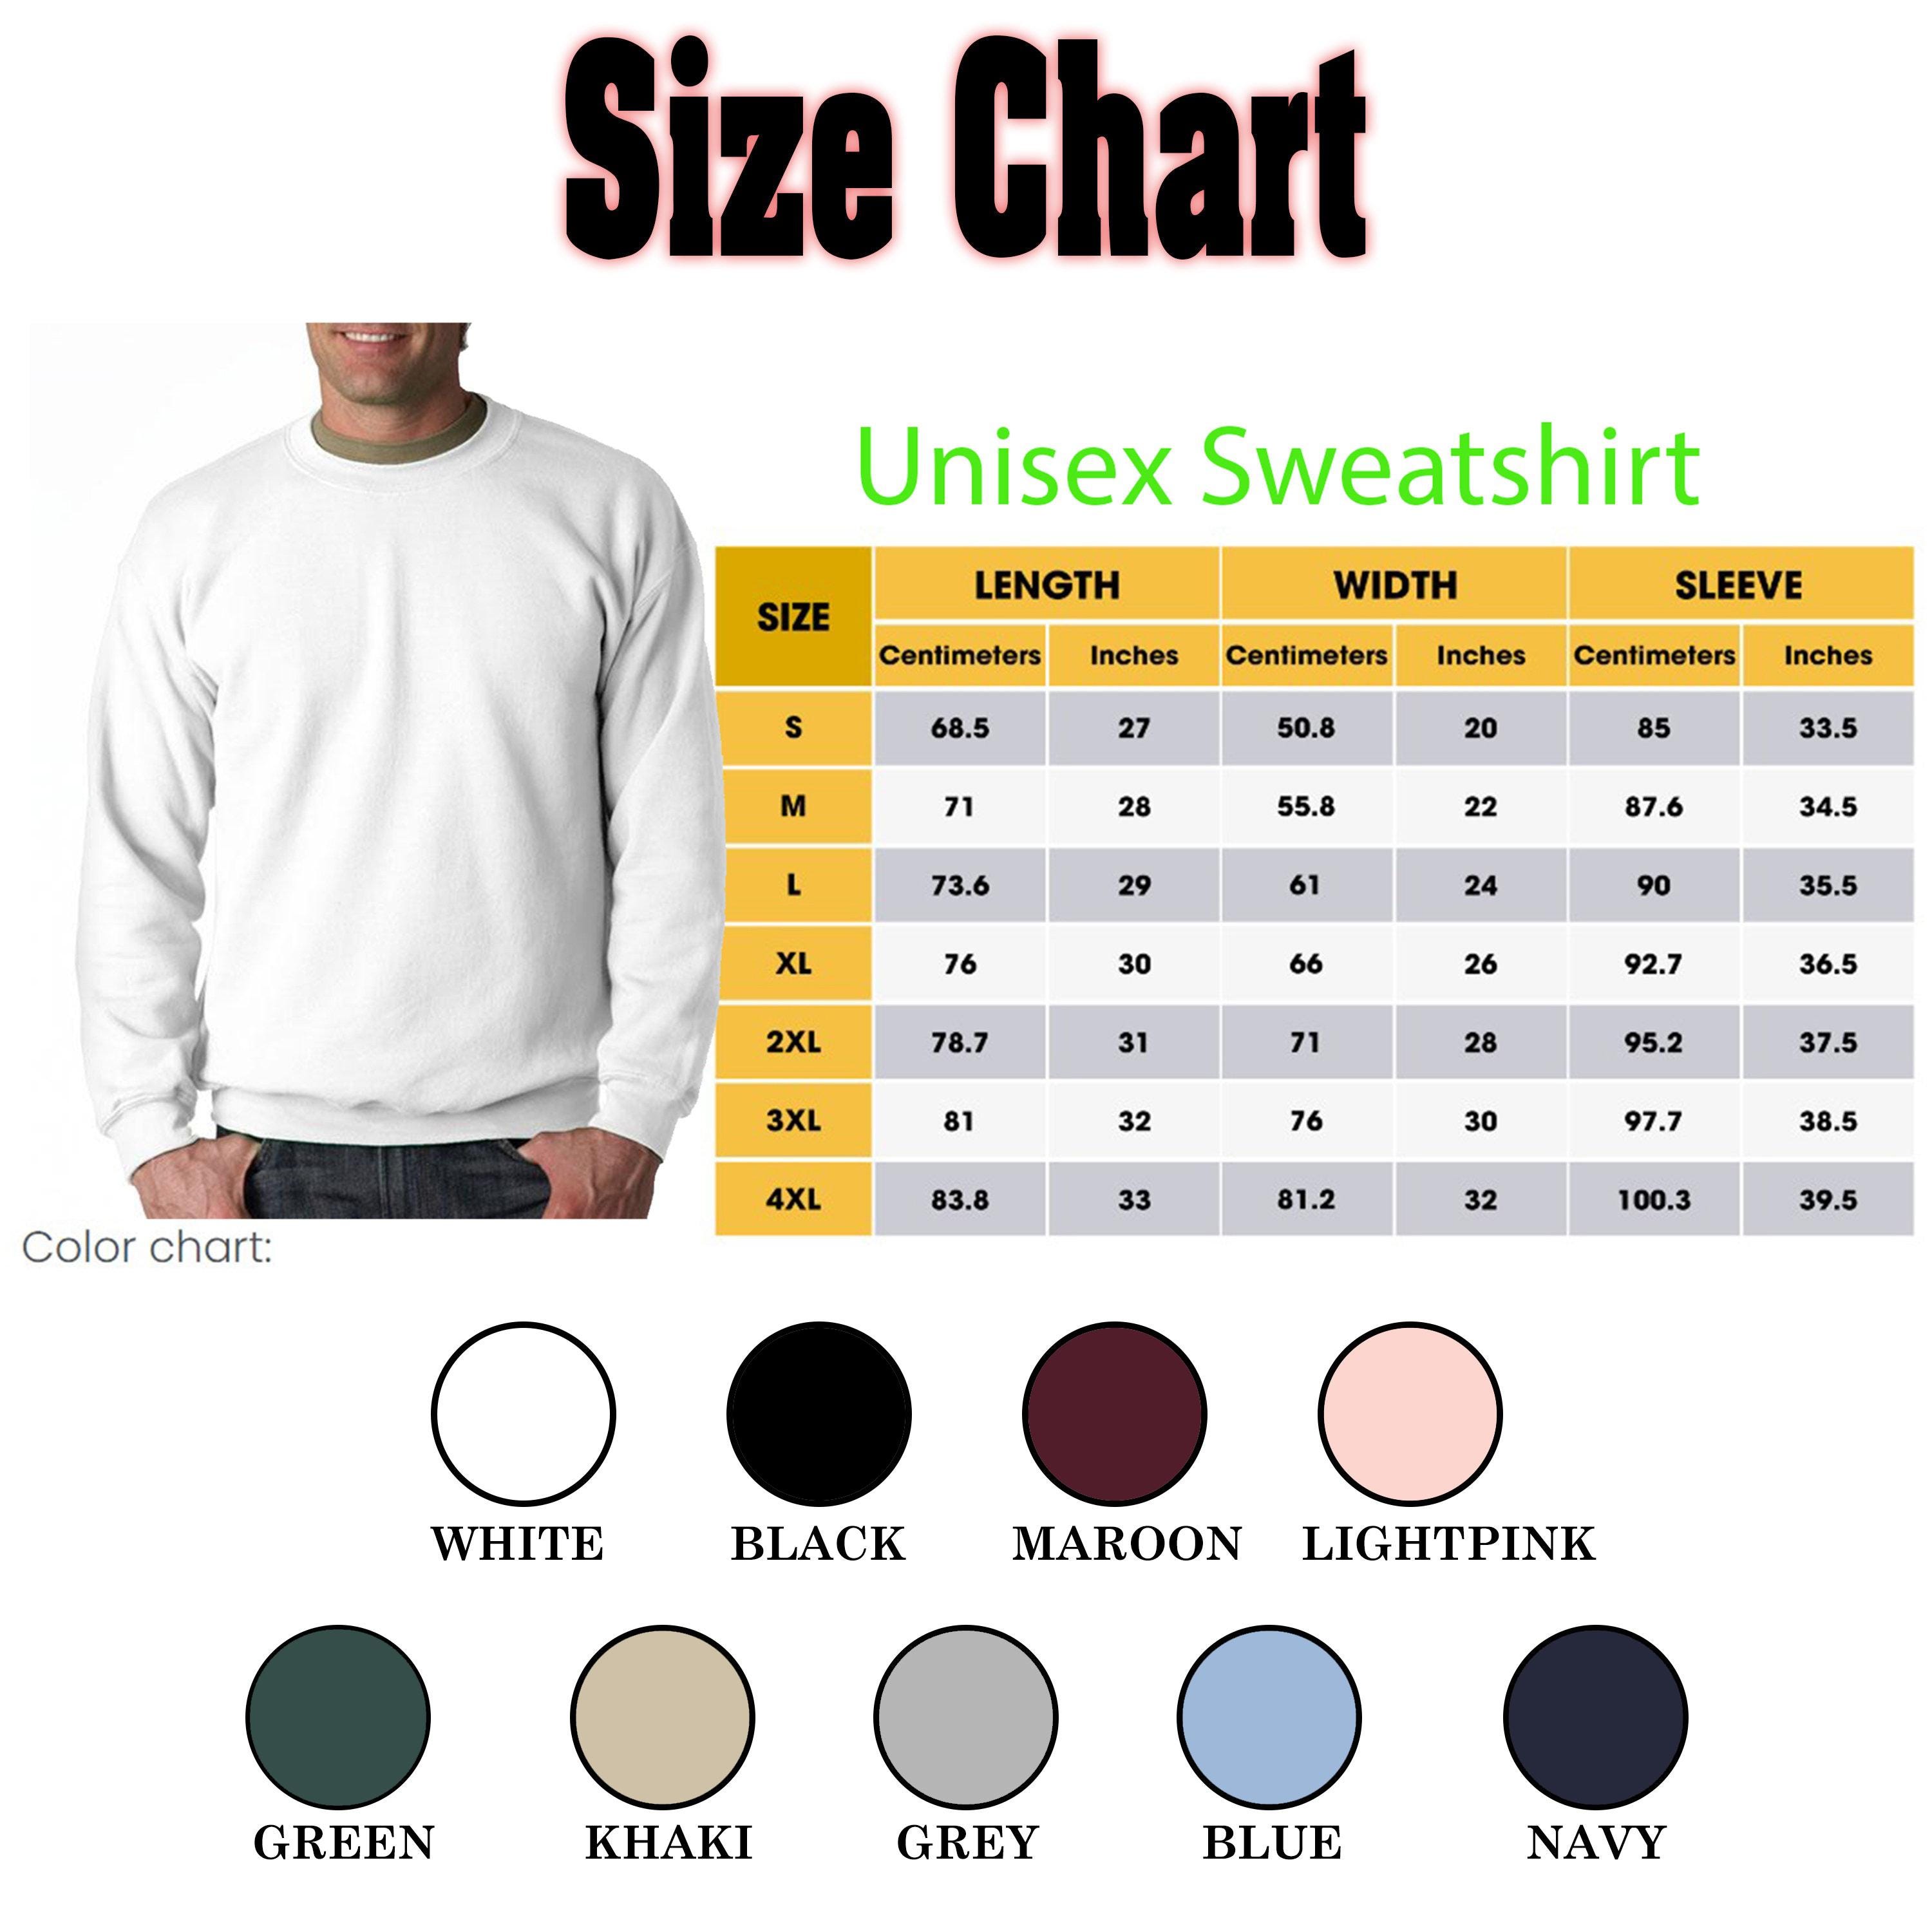 Size Chart
Unisex Sweatshirt
SIZE LENGTH WIDTH SLEEVE
Centimeters Inches Centimeters Inches Centimeters Inches
S 68.5 27 50.8 20 85 33.5
M 71 28 55.8 22 87.6 34.5
L 73.6 29 61 24 90 35.5
XL 76 30 66 26 92.7 36.5
2XL 78.7 31 71 28 95.2 37.5
3XL 81 32 76 30 97.7 38.5
4XL 83.8 33 81.2 32 100.3 39.5
Color chart:
WHITE BLACK MAROON LIGHTPINK
GREEN KHAKI GREY BLUE NAVY